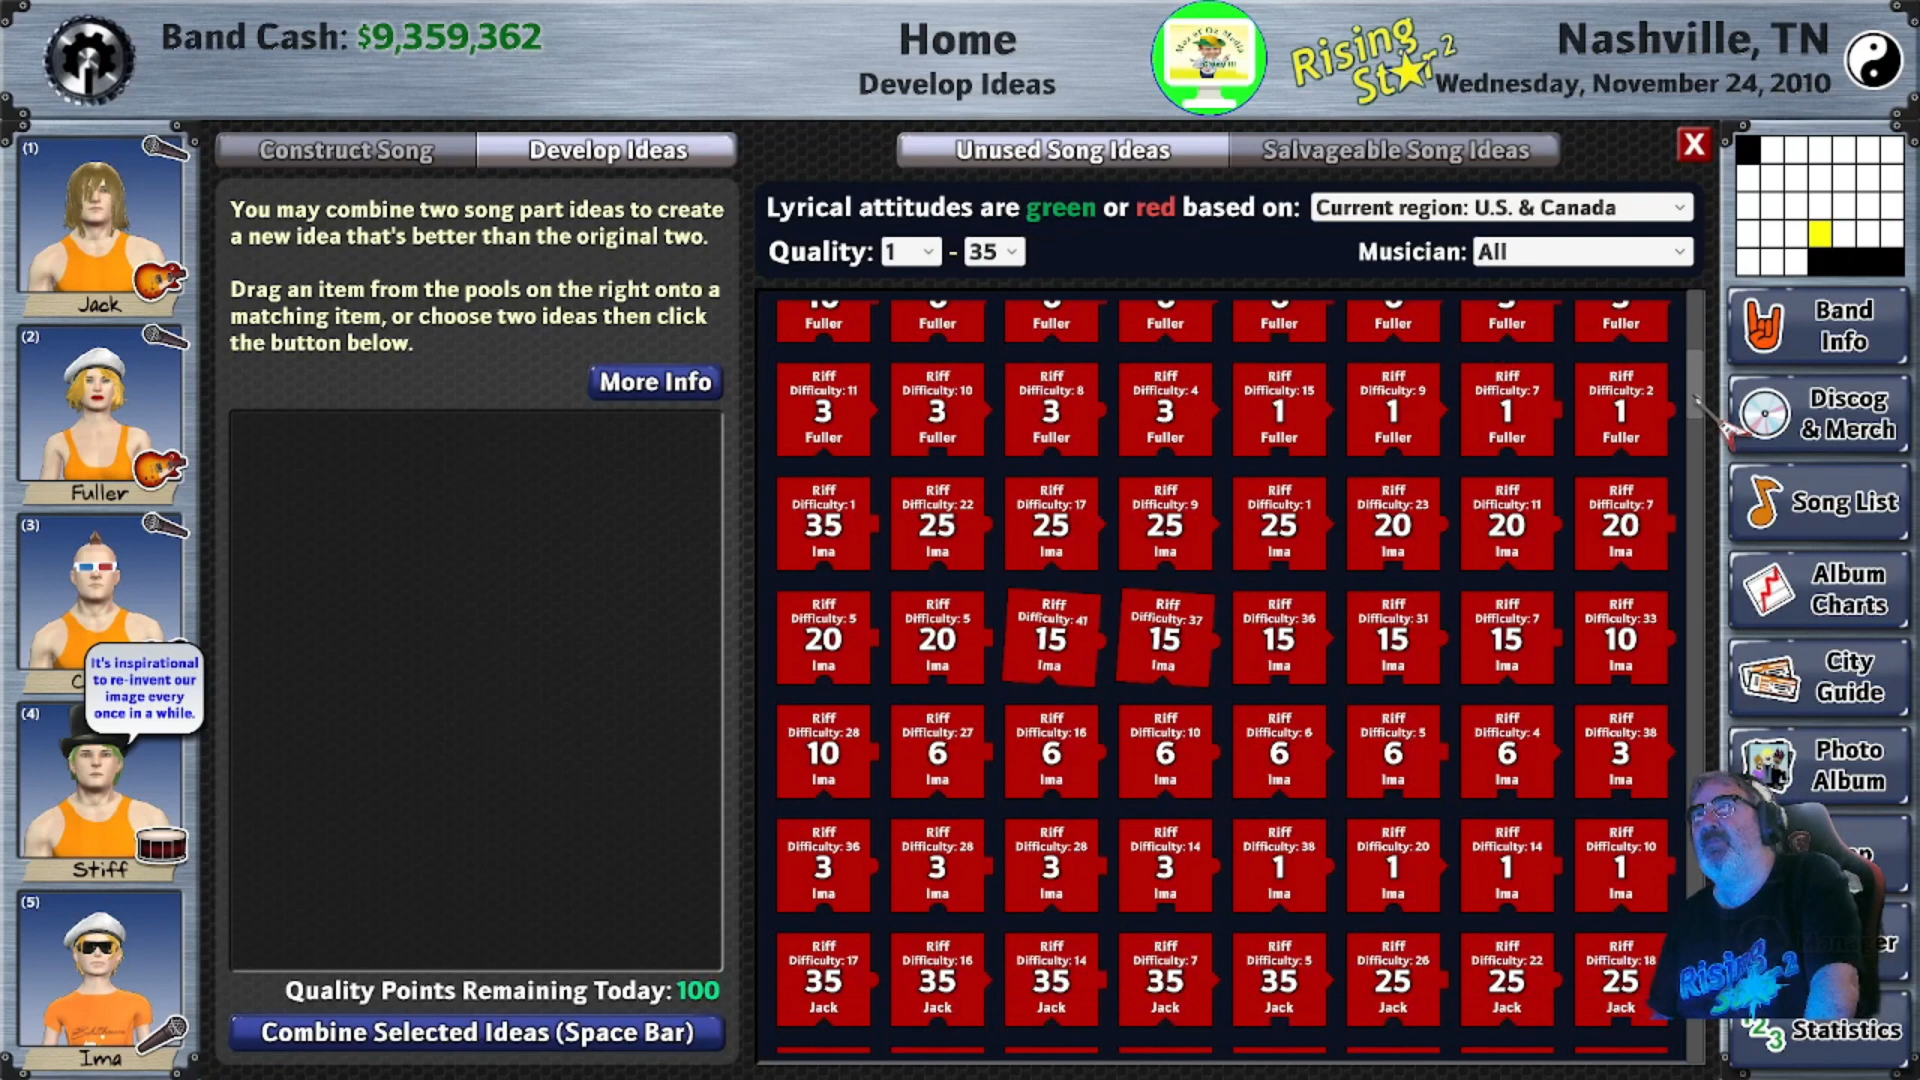 Band Cash: $9,359,362
Home
Develop Ideas
Rising Star 2
Nashville, TN
Wednesday, November 24, 2010
(1)
Jack
(2)
Fuller
(3)
C
It's inspirational
to re-invent our
image every
once in a while.
(4)
Stiff
(5)
Ima
Construct Song
Develop Ideas
You may combine two song part ideas to create
a new idea that's better than the original two.
Drag an item from the pools on the right onto a
matching item, or choose two ideas then click
the button below.
More Info
Quality Points Remaining Today: 100
Combine Selected Ideas (Space Bar)
Unused Song Ideas
Salvageable Song Ideas
X
Lyrical attitudes are green or red based on: Current region: U.S. & Canada
Quality: 1 - 35 Musician: All
Fuller Fuller Fuller Fuller Fuller Fuller Fuller Fuller
Riff Riff Riff Riff Riff Riff Riff Riff
Difficulty: 11 Difficulty: 10 Difficulty: 8 Difficulty: 4 Difficulty: 15 Difficulty: 9 Difficulty: 7 Difficulty: 2
3 3 3 3 1 1 1 1
Fuller Fuller Fuller Fuller Fuller Fuller Fuller Fuller
Riff Riff Riff Riff Riff Riff Riff Riff
Difficulty: 1 Difficulty: 22 Difficulty: 17 Difficulty: 9 Difficulty: 1 Difficulty: 23 Difficulty: 11 Difficulty: 7
35 25 25 25 25 20 20 20
Ima Ima Ima Ima Ima Ima Ima Ima
Riff Riff Riff Riff Riff Riff Riff Riff
Difficulty: 5 Difficulty: 5 Difficulty: 41 Difficulty: 37 Difficulty: 36 Difficulty: 31 Difficulty: 7 Difficulty: 33
20 20 15 15 15 15 15 10
Ima Ima Ima Ima Ima Ima Ima Ima
Riff Riff Riff Riff Riff Riff Riff Riff
Difficulty: 28 Difficulty: 27 Difficulty: 16 Difficulty: 10 Difficulty: 6 Difficulty: 5 Difficulty: 4 Difficulty: 38
10 6 6 6 6 6 6 3
Ima Ima Ima Ima Ima Ima Ima Ima
Riff Riff Riff Riff Riff Riff Riff Riff
Difficulty: 36 Difficulty: 28 Difficulty: 28 Difficulty: 14 Difficulty: 38 Difficulty: 20 Difficulty: 14 Difficulty: 10
3 3 3 3 1 1 1 1
Ima Ima Ima Ima Ima Ima Ima Ima
Riff Riff Riff Riff Riff Riff Riff Riff
Difficulty: 17 Difficulty: 16 Difficulty: 14 Difficulty: 7 Difficulty: 5 Difficulty: 26 Difficulty: 22 Difficulty: 18
35 35 35 35 35 25 25 25
Jack Jack Jack Jack Jack Jack Jack Jack
Band
Info
Discog
& Merch
Song List
Album
Charts
City
Guide
Photo
Album
Rising
Star 2
123 Statistics